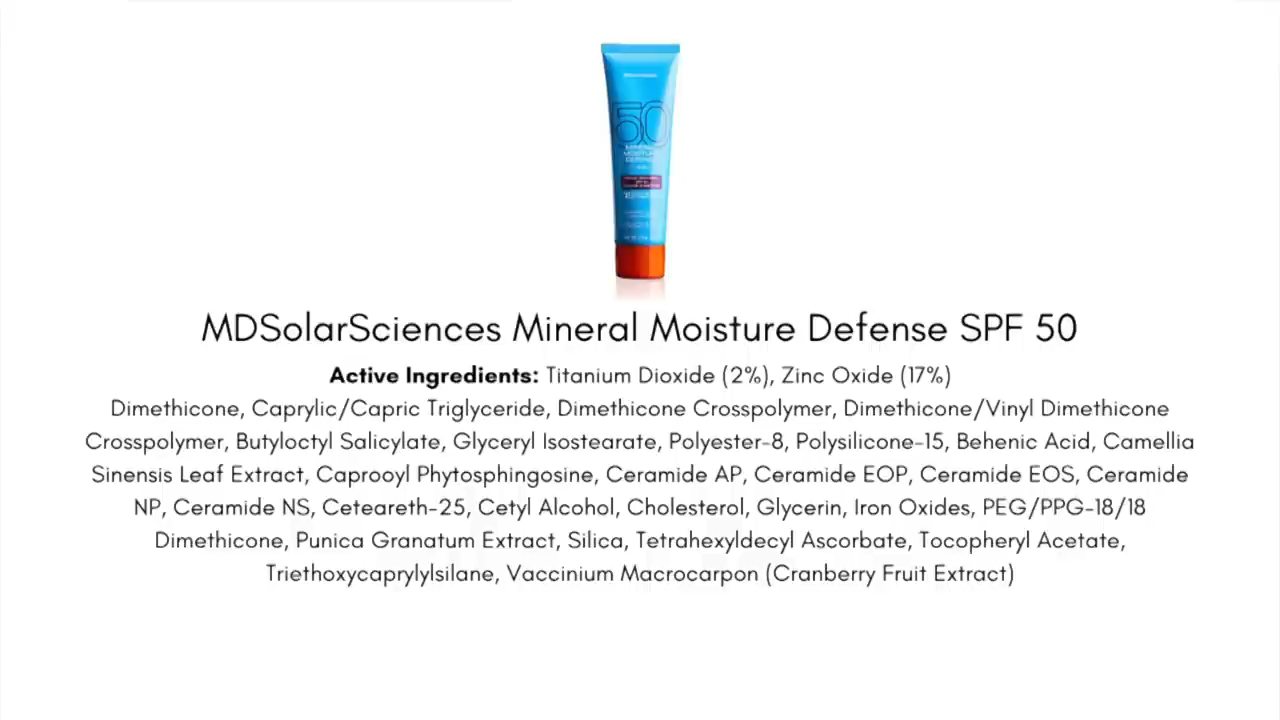 50
MINERAL
MOISTURE
DEFENSE
MDSolarSciences Mineral Moisture Defense SPF 50
Active Ingredients: Titanium Dioxide (2%), Zinc Oxide (17%)
Dimethicone, Caprylic/Capric Triglyceride, Dimethicone Crosspolymer, Dimethicone/Vinyl Dimethicone
Crosspolymer, Butyloctyl Salicylate, Glyceryl Isostearate, Polyester-8, Polysilicone-15, Behenic Acid, Camellia
Sinensis Leaf Extract, Caprooyl Phytosphingosine, Ceramide AP, Ceramide EOP, Ceramide EOS, Ceramide
NP, Ceramide NS, Ceteareth-25, Cetyl Alcohol, Cholesterol, Glycerin, Iron Oxides, PEG/PPG-18/18
Dimethicone, Punica Granatum Extract, Silica, Tetrahexyldecyl Ascorbate, Tocopheryl Acetate,
Triethoxycaprylylsilane, Vaccinium Macrocarpon (Cranberry Fruit Extract)